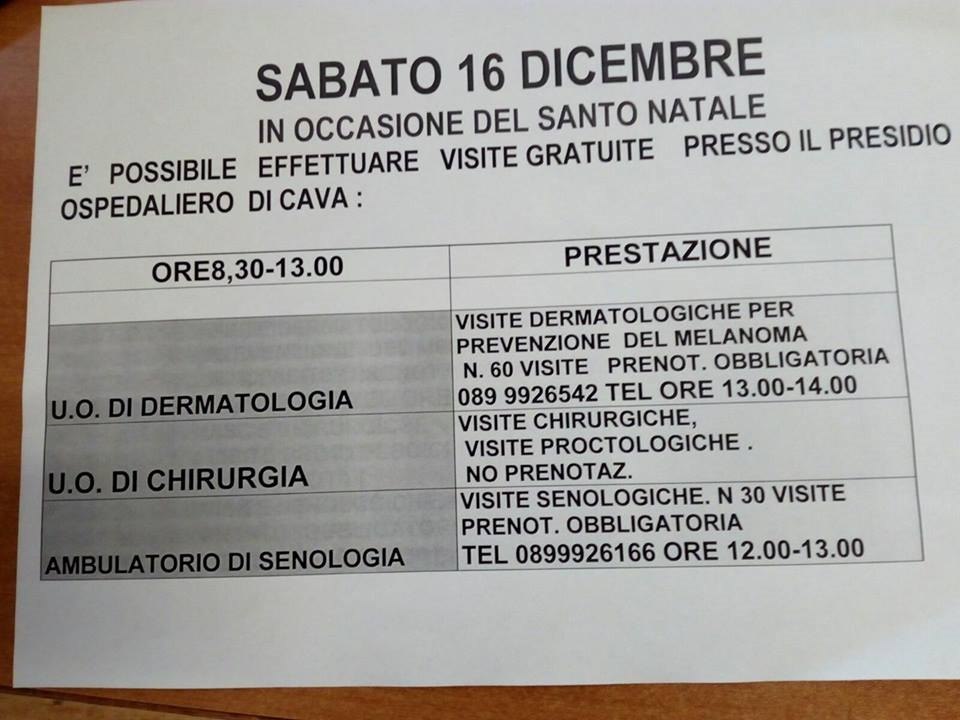 SABATO 16 DICEMBRE
IN OCCASIONE DEL SANTO NATALE
E' POSSIBILE EFFETTUARE VISITE GRATUITE PRESSO IL PRESIDIO
OSPEDALIERO DI CAVA :
ORE8,30-13.00
PRESTAZIONE
U.O. DI DERMATOLOGIA
VISITE DERMATOLOGICHE PER
PREVENZIONE DEL MELANOMA
N. 60 VISITE PRENOT. OBBLIGATORIA
089 9926542 TEL ORE 13.00-14.00
U.O. DI CHIRURGIA
VISITE CHIRURGICHE,
VISITE PROCTOLOGICHE .
NO PRENOTAZ.
AMBULATORIO DI SENOLOGIA
VISITE SENOLOGICHE. N 30 VISITE
PRENOT. OBBLIGATORIA
TEL 0899926166 ORE 12.00-13.00